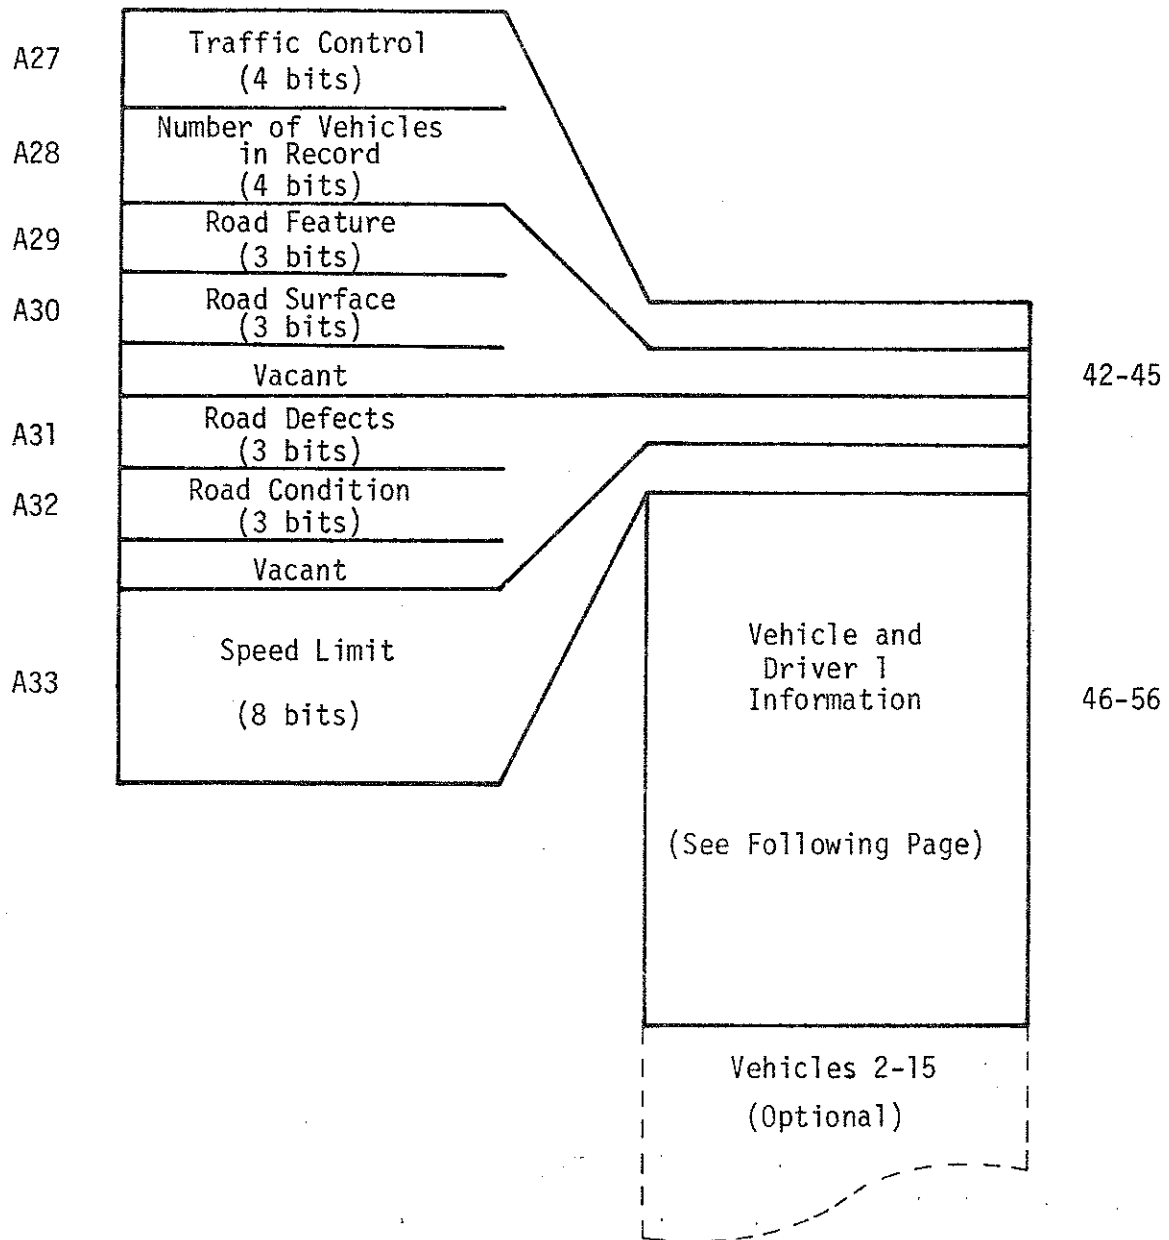 A27
Traffic Control
(4 bits)
A28
Number of Vehicles
in Record
(4 bits)
A29
Road Feature
(3 bits)
A30
Road Surface
(3 bits)
Vacant
42-45
A31
Road Defects
(3 bits)
A32
Road Condition
(3 bits)
Vacant
A33
Speed Limit
(8 bits)
Vehicle and
Driver 1
Information
46-56
(See Following Page)
Vehicles 2-15
(Optional)